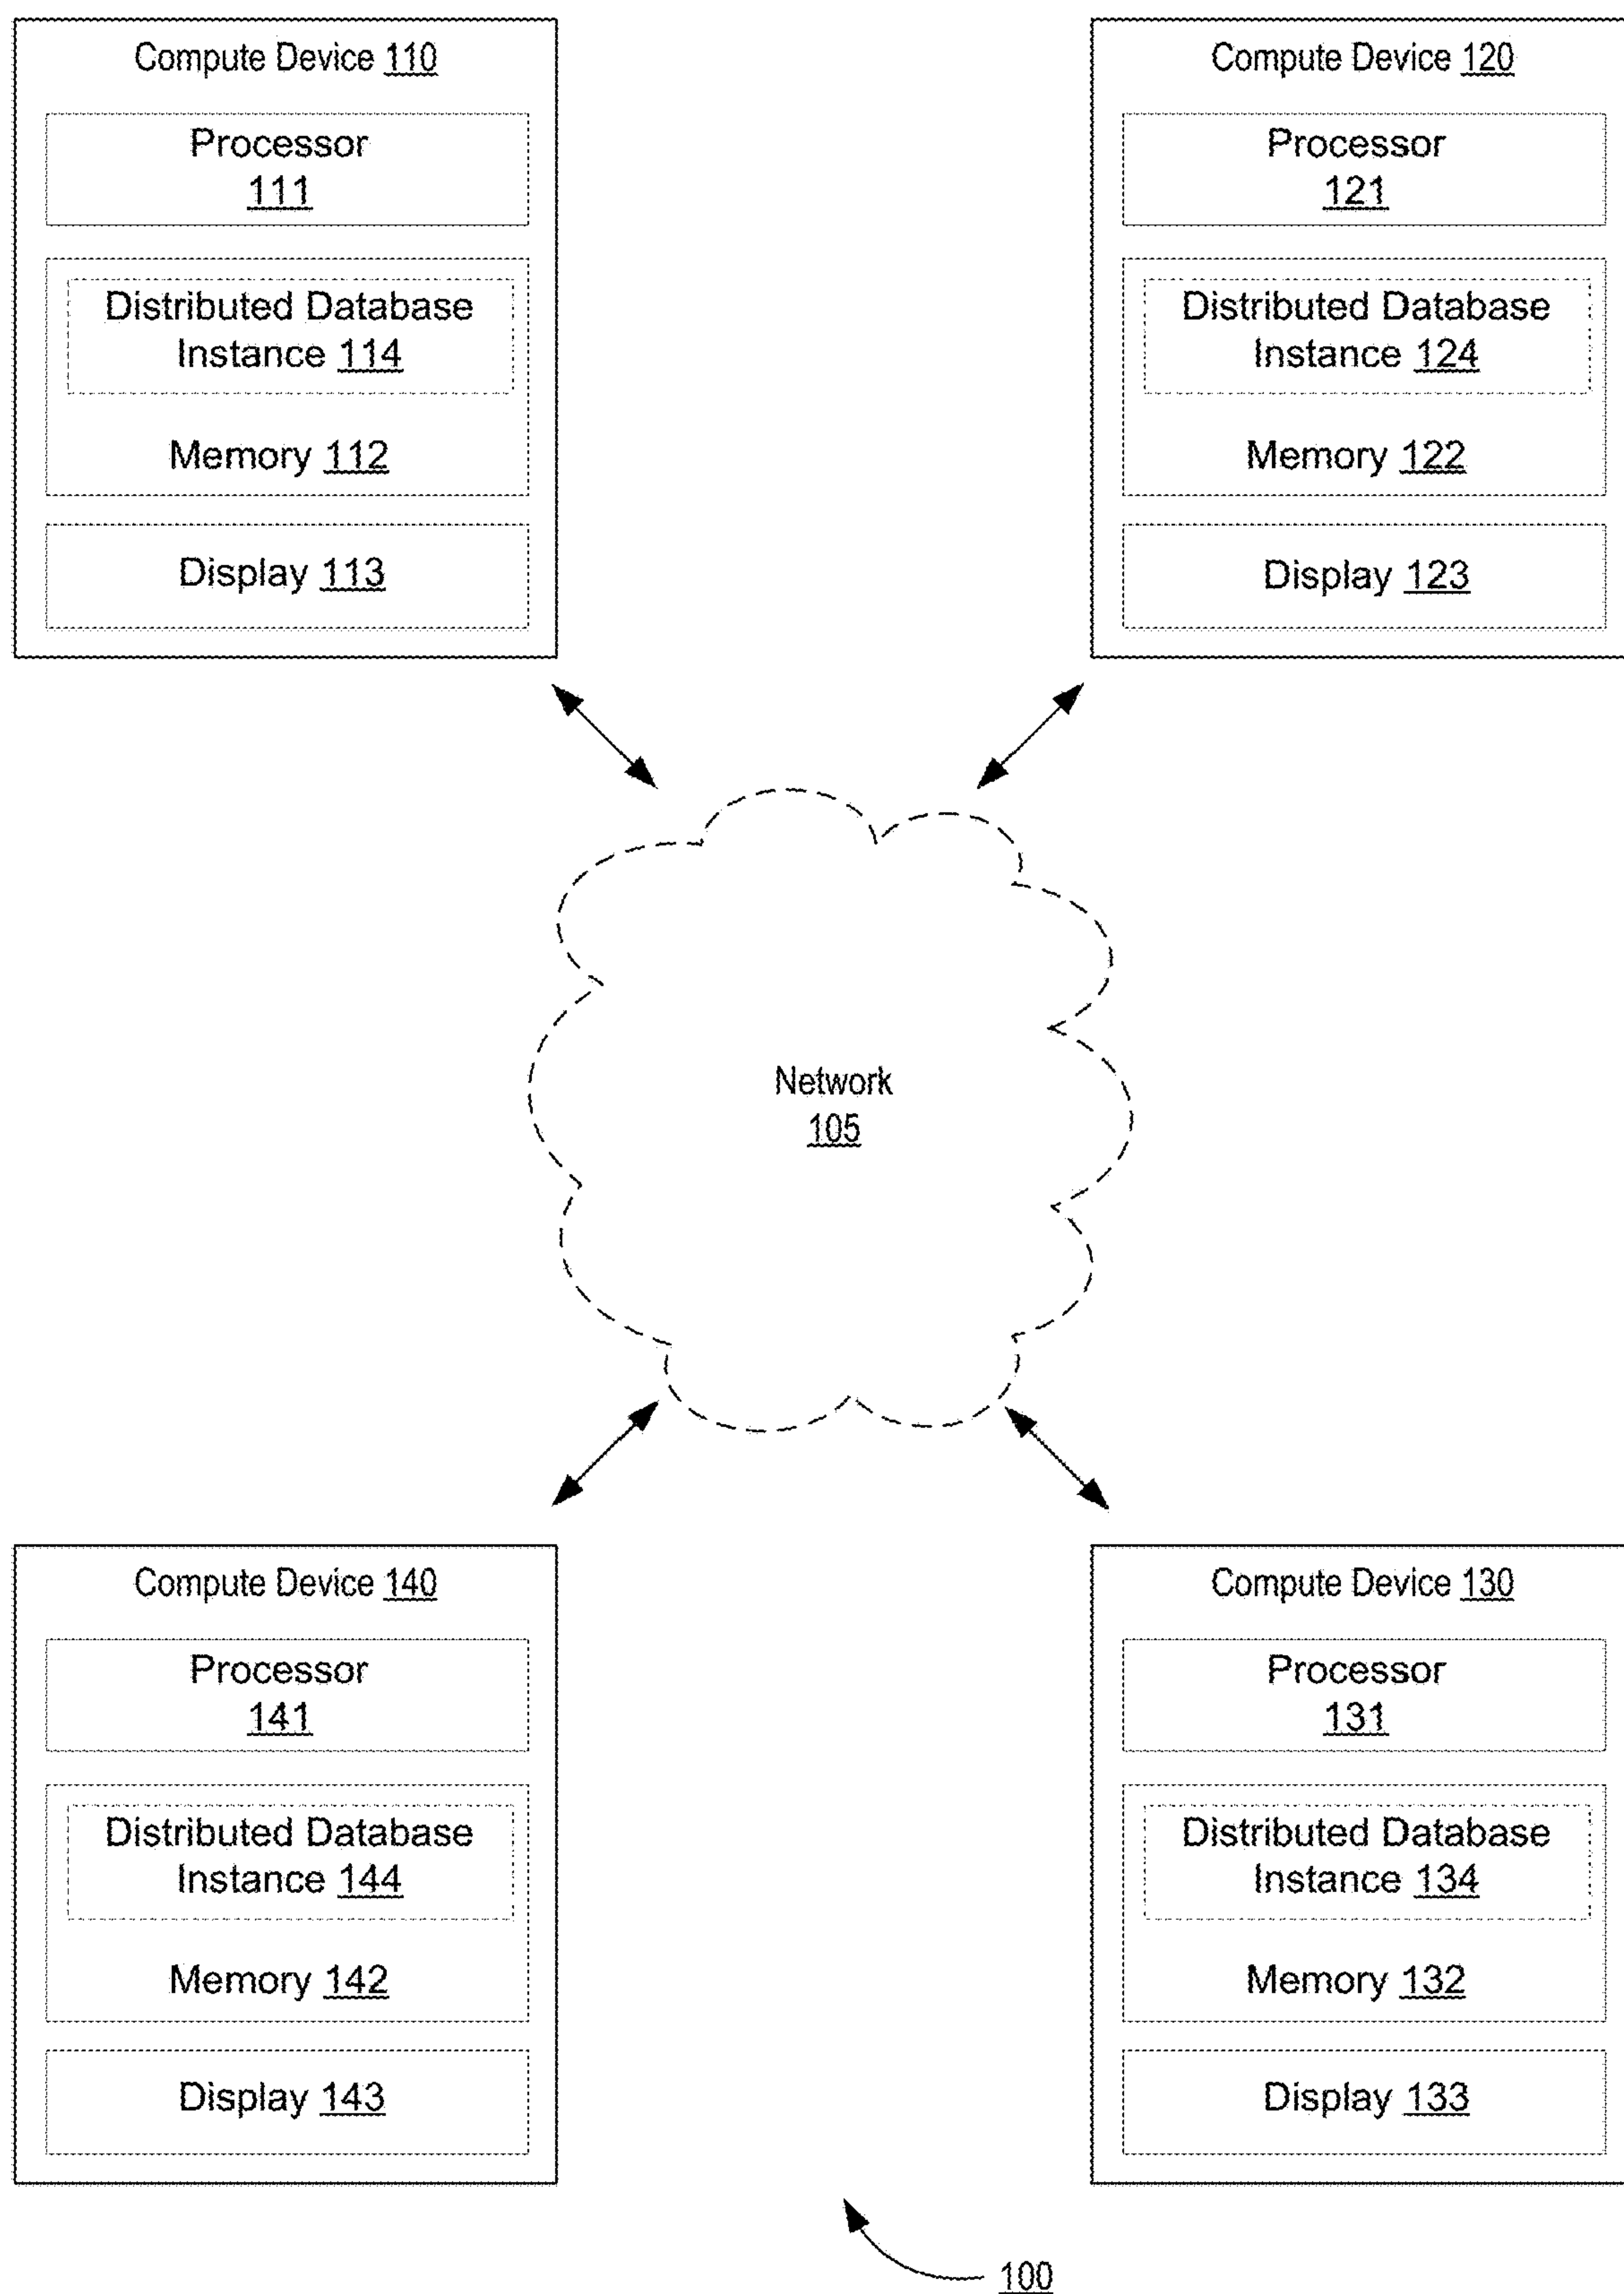 Compute Device 110
Processor
111
Distributed Database
Instance 114
Memory 112
Display 113
Compute Device 120
Processor
121
Distributed Database
Instance 124
Memory 122
Display 123
Network
105
Compute Device 140
Processor
141
Distributed Database
Instance 144
Memory 142
Display 143
Compute Device 130
Processor
131
Distributed Database
Instance 134
Memory 132
Display 133
100